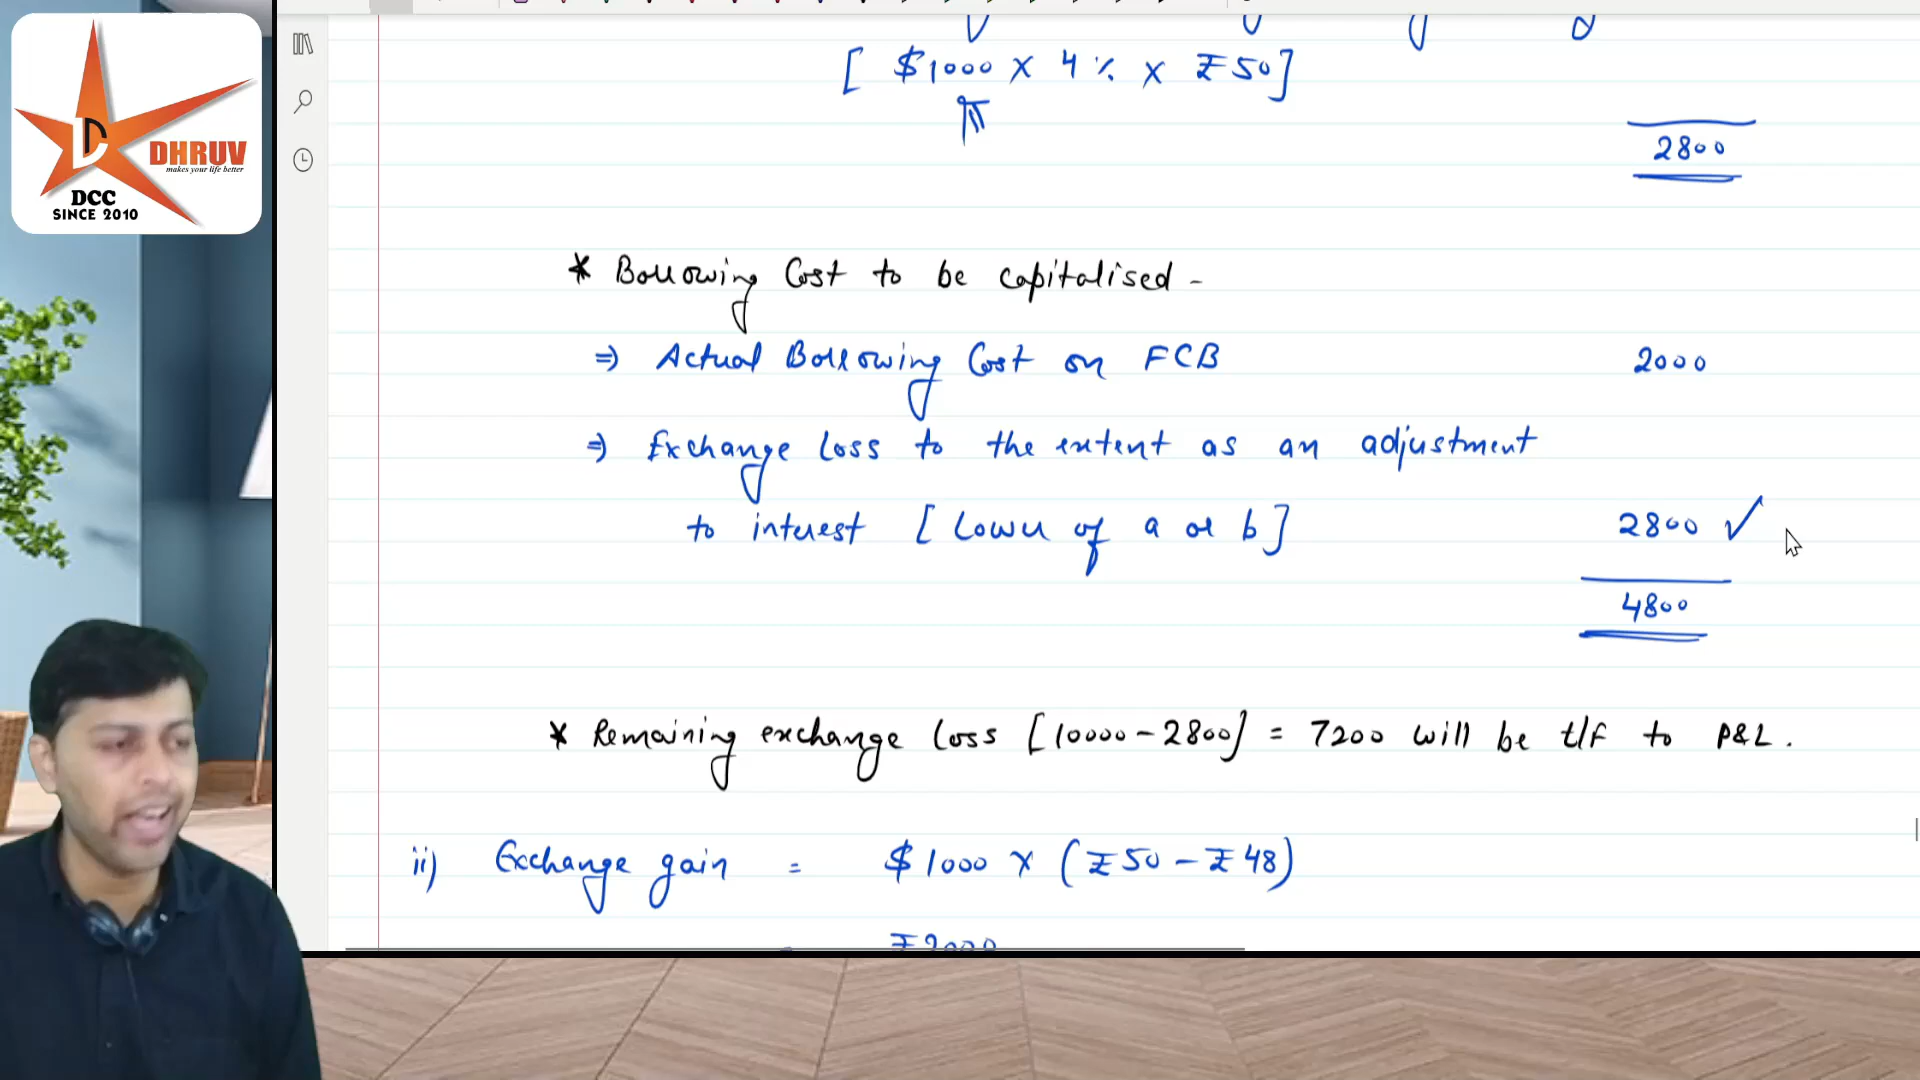 [ $1000 x 4% x ₹50]
2800
DHRUV
makes your life better
DCC
SINCE 2010
* Borrowing Cost to be capitalised -
⇒ Actual Borrowing Cost on FCB 2000
⇒ Exchange loss to the extent as an adjustment
to interest [ Lower of a or b ] 2800 ✓
4800
* Remaining exchange loss [10000-2800] = 7200 will be t/f to P&L.
ii) Exchange gain = $1000 x (₹50 - ₹48)